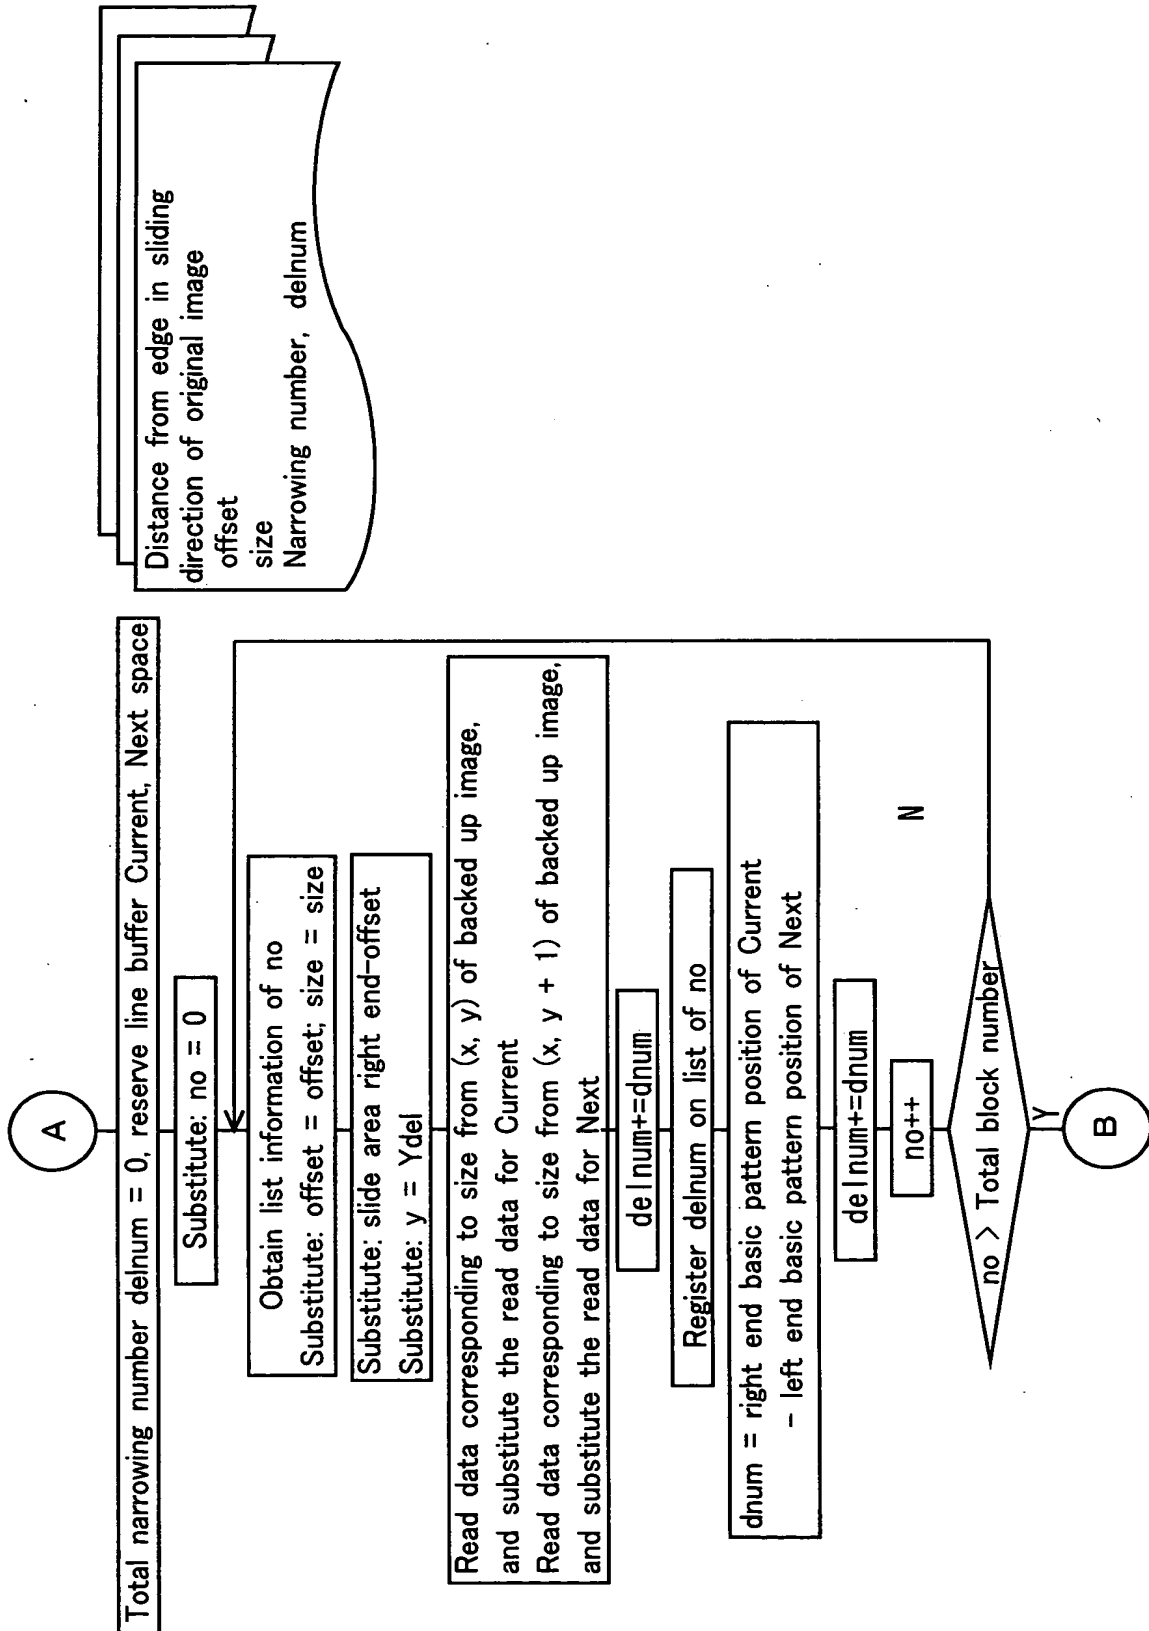 A
Total narrowing number delnum = 0, reserve line buffer Current, Next space
Substitute: no = 0
Obtain list information of no
Substitute: offset = offset; size = size
Substitute: slide area right end-offset
Substitute: y = Ydel
Read data corresponding to size from (x, y) of backed up image,
and substitute the read data for Current
Read data corresponding to size from (x, y + 1) of backed up image,
and substitute the read data for Next
delnum+=dnum
Register delnum on list of no
dnum = right end basic pattern position of Current
- left end basic pattern position of Next
delnum+=dnum
no++
no > Total block number
N
Y
B
Distance from edge in sliding
direction of original image
offset
size
Narrowing number, delnum